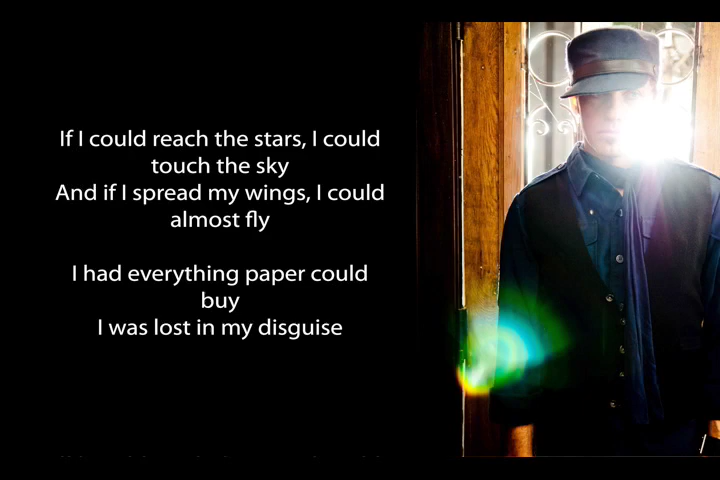 If I could reach the stars, I could
touch the sky
And if I spread my wings, I could
almost fly
I had everything paper could
buy
I was lost in my disguise